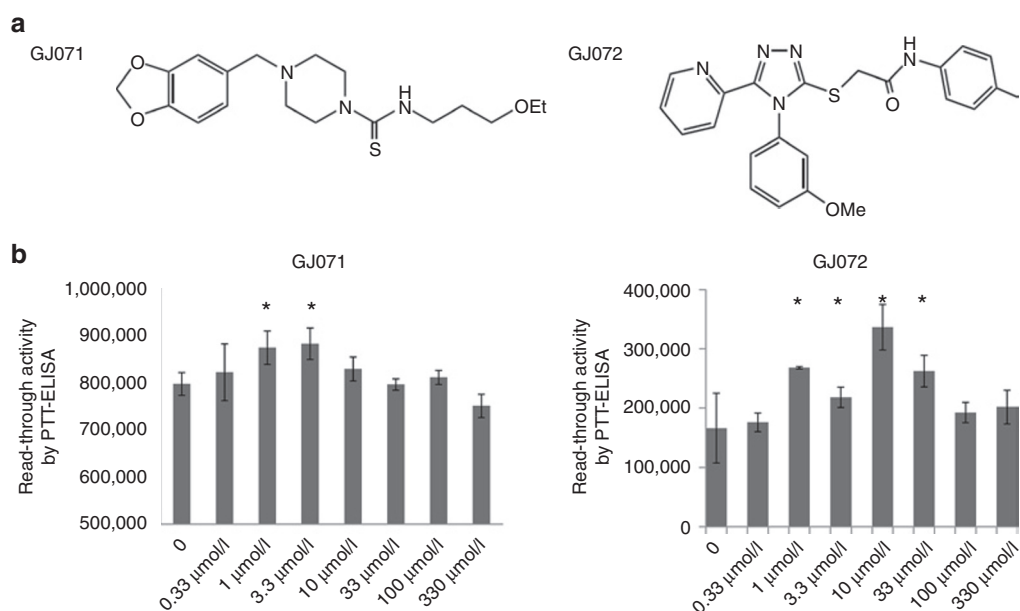 a
GJ071
O
O
N
N
H
N
S
OEt
GJ072
N
N
N
N
S
O
H
N
OMe
b
GJ071
Read-through activity
by PTT-ELISA
1,000,000
900,000
800,000
700,000
600,000
500,000
* *
0
0.33 µmol/l
1 µmol/l
3.3 µmol/l
10 µmol/l
33 µmol/l
100 µmol/l
330 µmol/l
GJ072
Read-through activity
by PTT-ELISA
400,000
300,000
200,000
100,000
0
* * * *
0
0.33 µmol/l
1 µmol/l
3.3 µmol/l
10 µmol/l
33 µmol/l
100 µmol/l
330 µmol/l